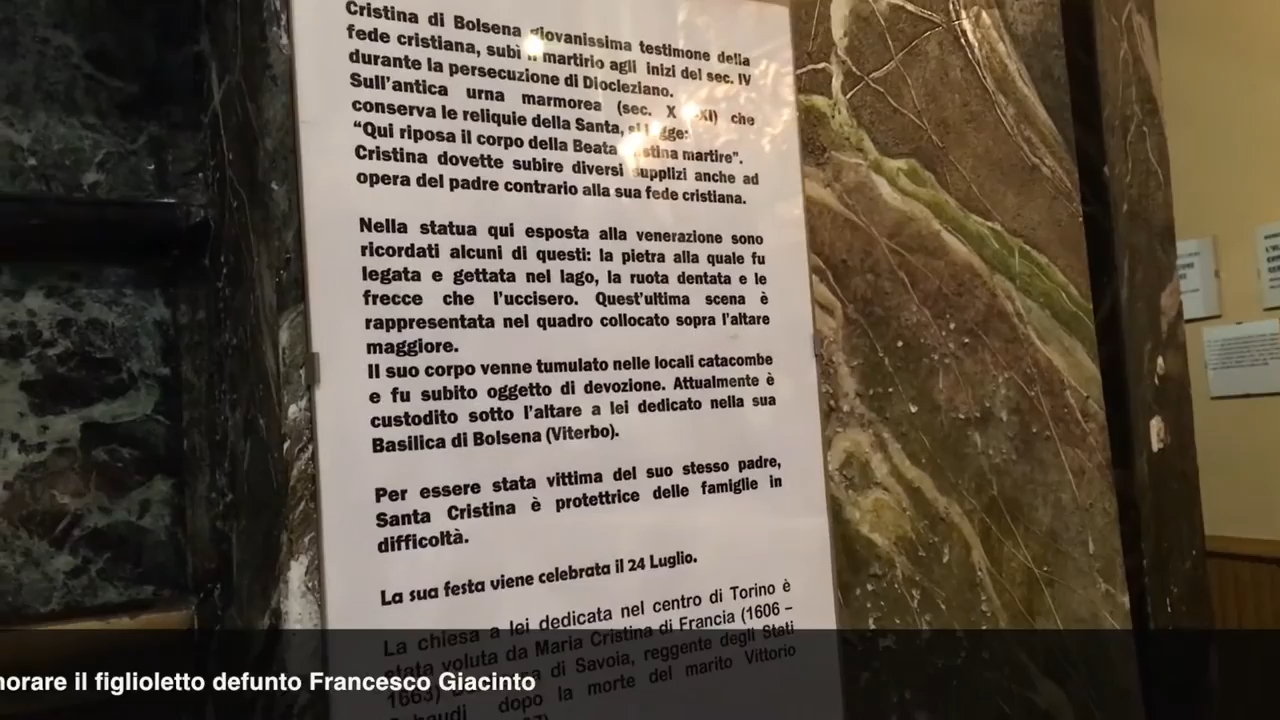 Cristina di Bolsena giovanissima testimone della
fede cristiana, subì il martirio agli inizi del sec. IV
durante la persecuzione di Diocleziano.
Sull'antica urna marmorea (sec. X XI) che
conserva le reliquie della Santa, si legge:
“Qui riposa il corpo della Beata Cristina martire”.
Cristina dovette subire diversi supplizi anche ad
opera del padre contrario alla sua fede cristiana.
Nella statua qui esposta alla venerazione sono
ricordati alcuni di questi: la pietra alla quale fu
legata e gettata nel lago, la ruota dentata e le
frecce che l'uccisero. Quest'ultima scena è
rappresentata nel quadro collocato sopra l'altare
maggiore.
Il suo corpo venne tumulato nelle locali catacombe
e fu subito oggetto di devozione. Attualmente è
custodito sotto l'altare a lei dedicato nella sua
Basilica di Bolsena (Viterbo).
Per essere stata vittima del suo stesso padre,
Santa Cristina è protettrice delle famiglie in
difficoltà.
La sua festa viene celebrata il 24 Luglio.
La chiesa a lei dedicata nel centro di Torino è
stata voluta da Maria Cristina di Francia (1606 –
1663) di Savoia, reggente degli Stati
dopo la morte del marito Vittorio
norare il figlioletto defunto Francesco Giacinto